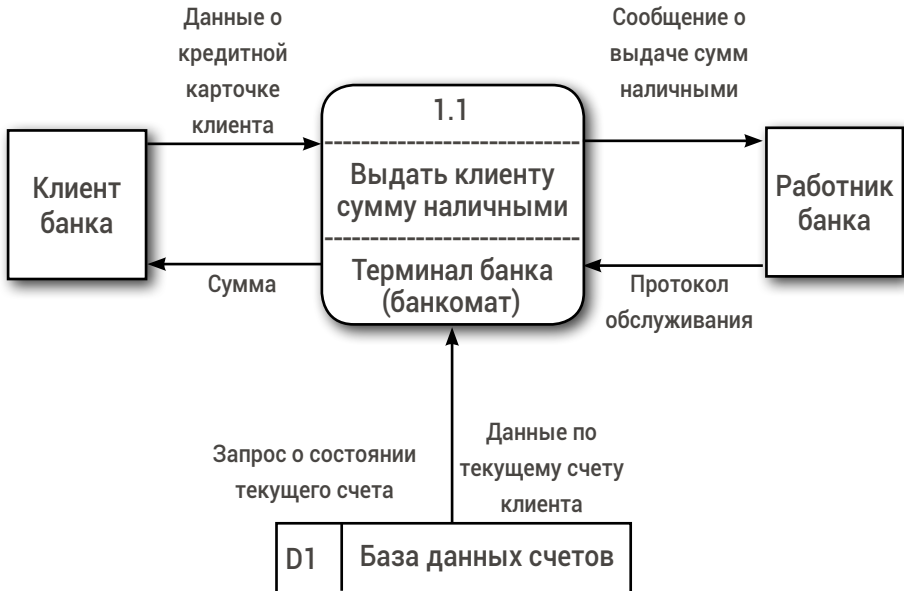 Данные о
кредитной
карточке
клиента
Сообщение о
выдаче сумм
наличными
1.1
Клиент
банка
Выдать клиенту
сумму наличными
Работник
банка
Сумма
Терминал банка
(банкомат)
Протокол
обслуживания
Запрос о состоянии
текущего счета
Данные по
текущему счету
клиента
D1
База данных счетов